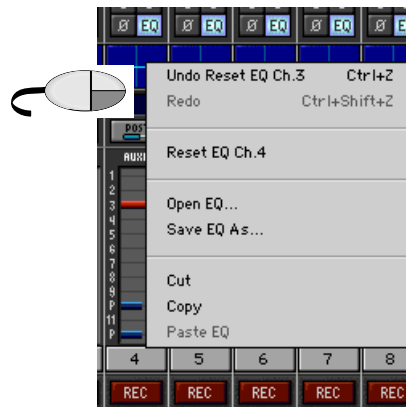 Ø EQ Ø EQ Ø EQ Ø EQ Ø E
Undo Reset EQ Ch.3 Ctrl+Z
Redo Ctrl+Shift+Z
POS
Reset EQ Ch.4
AUX
1
2
3
4
5
6
7
8
9
P
11
P
Open EQ...
Save EQ As...
Cut
Copy
Paste EQ
4 5 6 7 8
REC REC REC REC REC